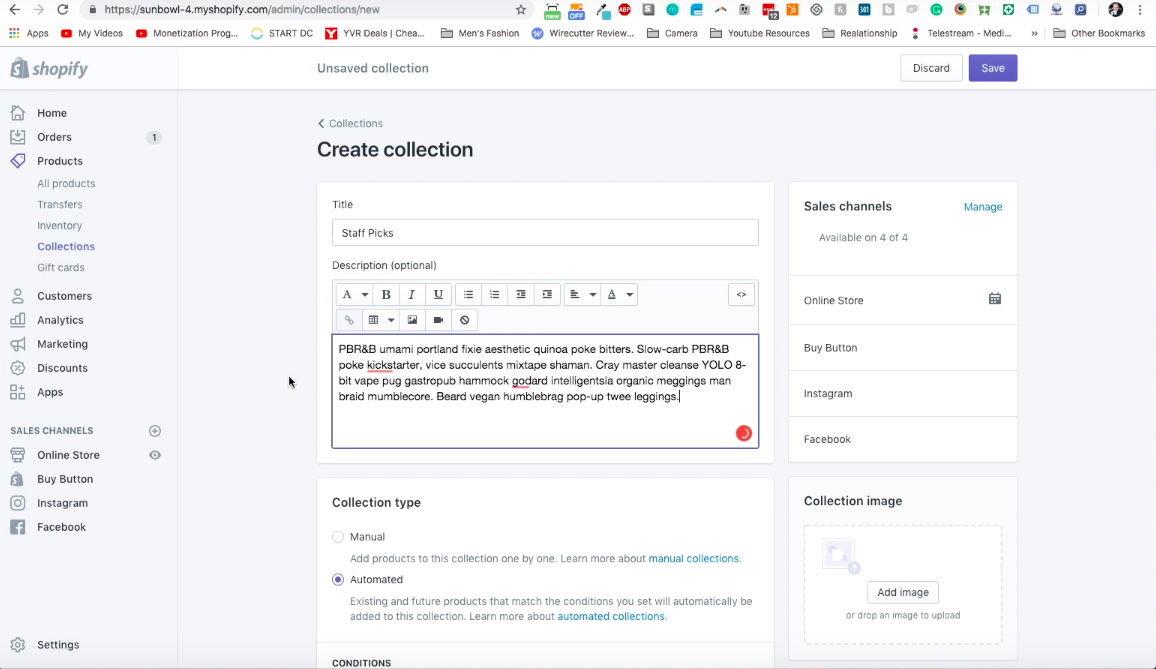 https://sunbowl-4.myshopify.com/admin/collections/new
new
OFF
ABP
12
301
Apps
My Videos
Monetization Prog...
START DC
YVR Deals | Chea...
Men's Fashion
Wirecutter Review...
Camera
Youtube Resources
Realationship
Telestream - Medi...
»
Other Bookmarks
shopify
Unsaved collection
Discard
Save
Home
Orders
1
Products
All products
Transfers
Inventory
Collections
Gift cards
Customers
Analytics
Marketing
Discounts
Apps
SALES CHANNELS
Online Store
Buy Button
Instagram
Facebook
Settings
Collections
Create collection
Title
Staff Picks
Description (optional)
A B I U A <>
PBR&B umami portland fixie aesthetic quinoa poke bitters. Slow-carb PBR&B
poke kickstarter, vice succulents mixtape shaman. Cray master cleanse YOLO 8-
bit vape pug gastropub hammock godard intelligentsia organic meggings man
braid mumblecore. Beard vegan humblebrag pop-up twee leggings.
Collection type
Manual
Add products to this collection one by one. Learn more about manual collections.
Automated
Existing and future products that match the conditions you set will automatically be
added to this collection. Learn more about automated collections.
CONDITIONS
Sales channels
Manage
Available on 4 of 4
Online Store
Buy Button
Instagram
Facebook
Collection image
Add image
or drop an image to upload